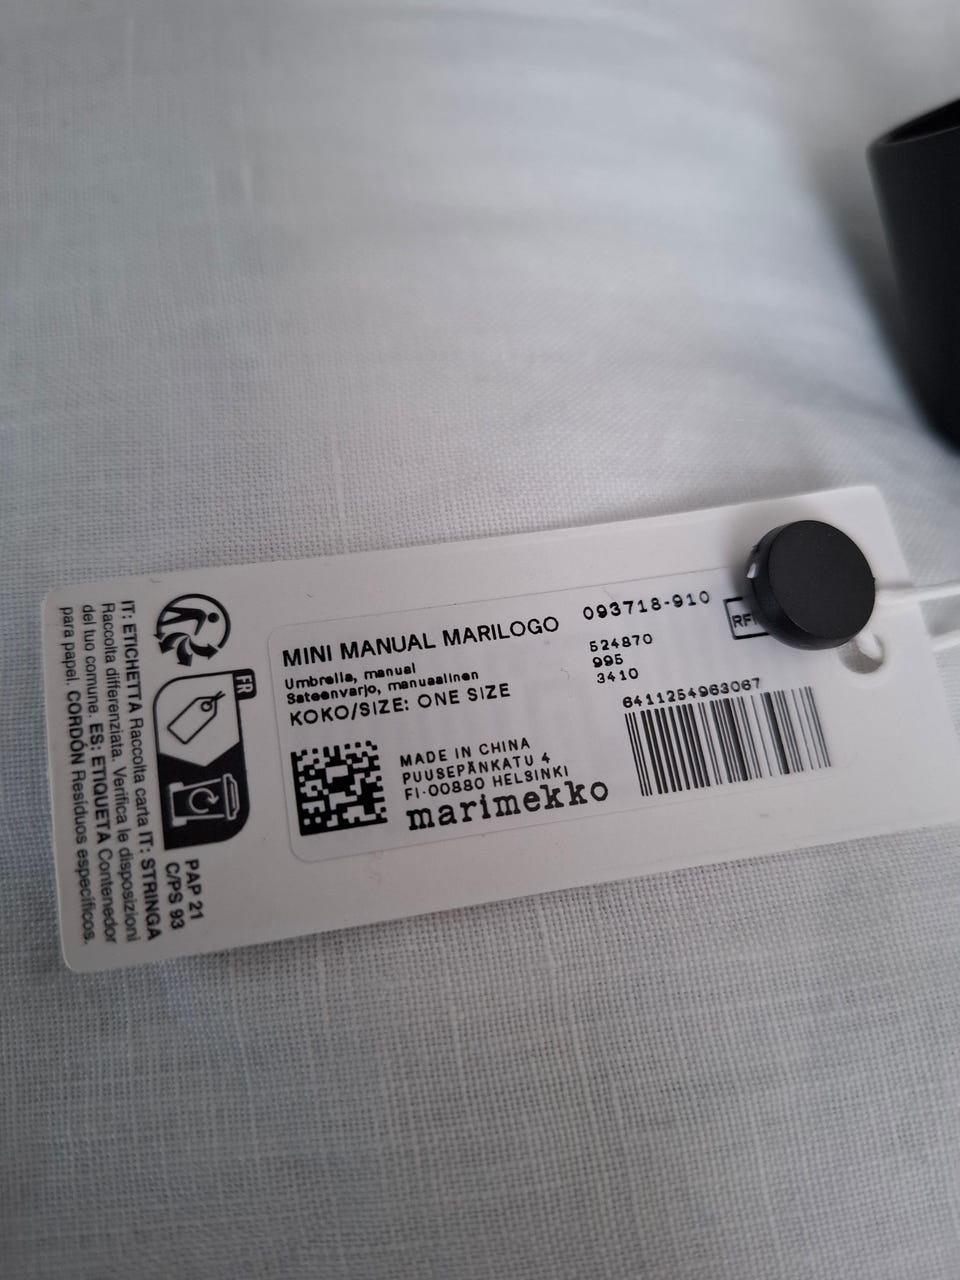 MINI MANUAL MARILOGO
093718-910
Umbrella, manual
Sateenvarjo, manuaalinen
KOKO/SIZE: ONE SIZE
524870
995
3410
6411254963067
MADE IN CHINA
PUUSEPÄNKATU 4
FI-00880 HELSINKI
marimekko
FR
PAP 21
C/PS 93
IT: ETICHETTA Raccolta carta IT: STRINGA
Raccolta differenziata. Verifica le disposizioni
del tuo comune. ES: ETIQUETA Contenedor
para papel. CORDÓN Residuos específicos.